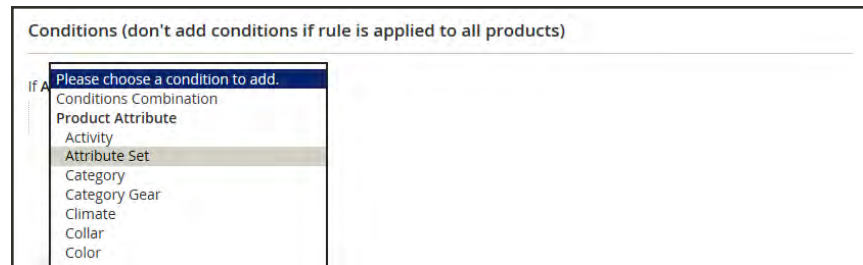 Conditions (don't add conditions if rule is applied to all products)
If A
Please choose a condition to add.
Conditions Combination
Product Attribute
Activity
Attribute Set
Category
Category Gear
Climate
Collar
Color